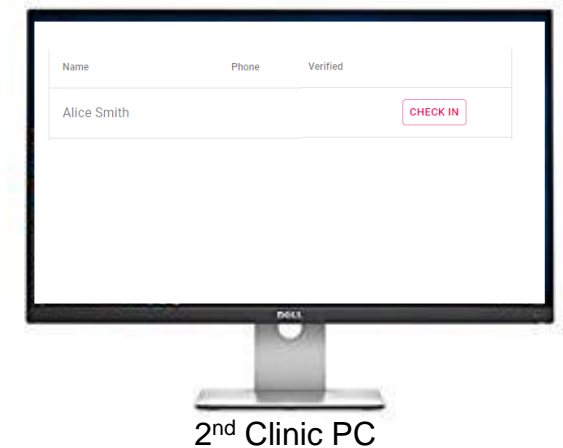 Name Phone Verified
Alice Smith CHECK IN
DELL
2nd Clinic PC